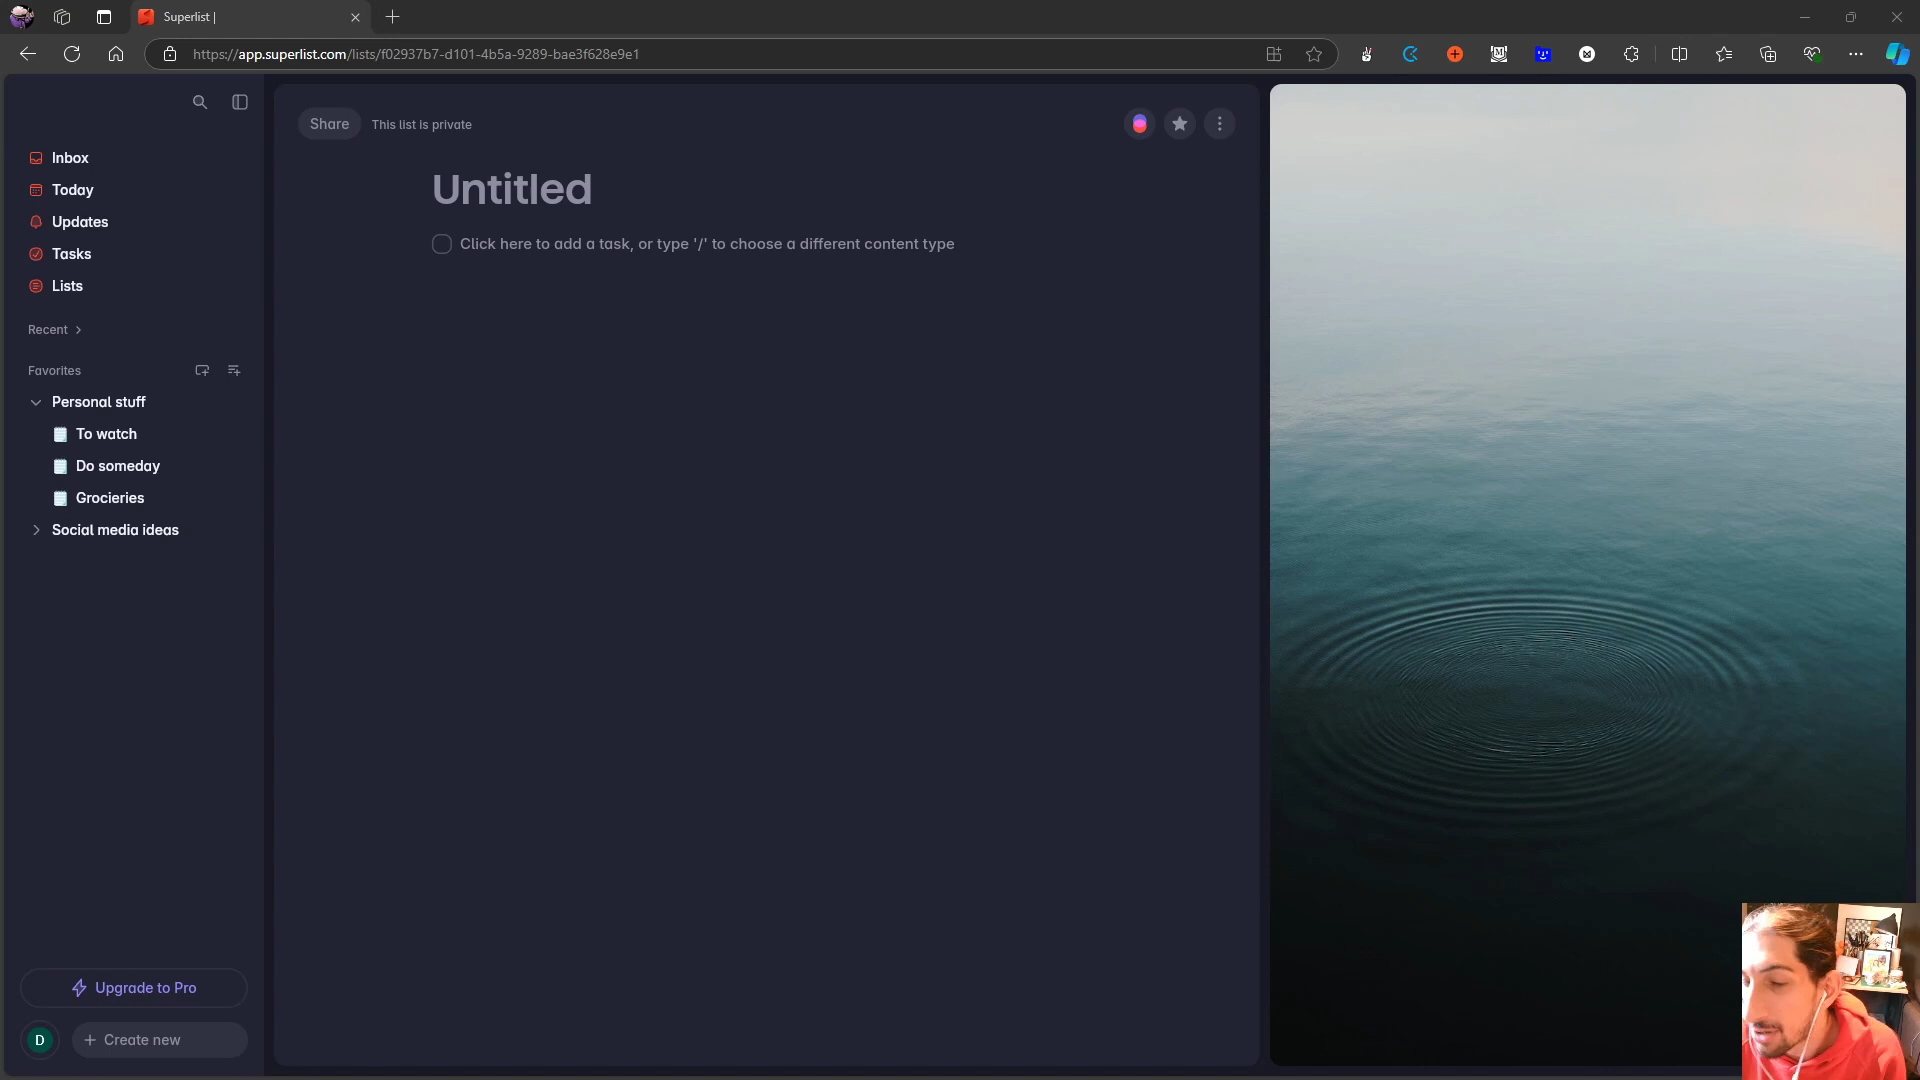 Superlist |
https://app.superlist.com/lists/f02937b7-d101-4b5a-9289-bae3f628e9e1
Share
This list is private
Inbox
Today
Updates
Tasks
Lists
Recent
Favorites
Personal stuff
To watch
Do someday
Grocieries
Social media ideas
Upgrade to Pro
D
Create new
Untitled
Click here to add a task, or type '/' to choose a different content type